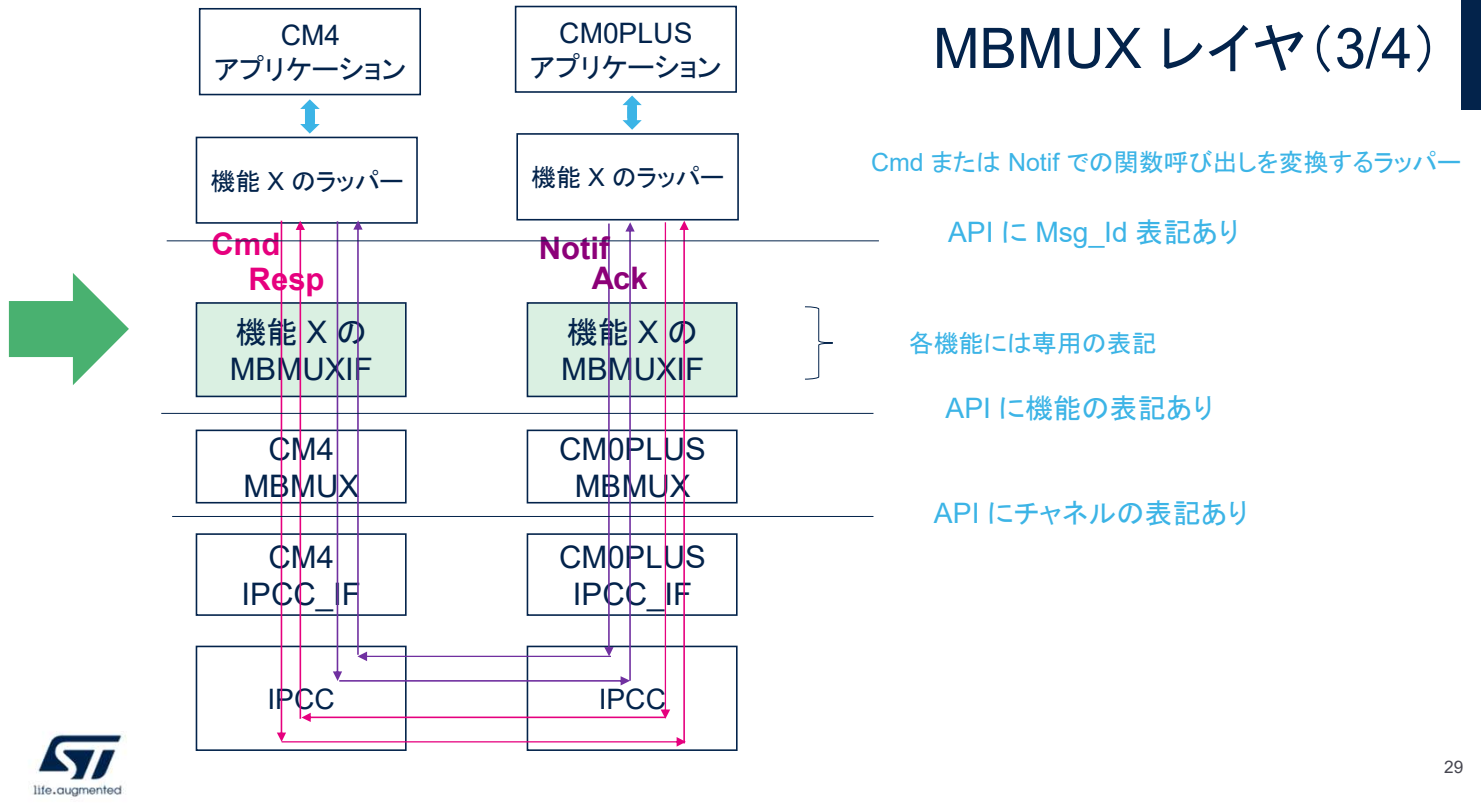 MBMUX レイヤ（3/4）
CM4
アプリケーション
CM0PLUS
アプリケーション
機能 X のラッパー
機能 X のラッパー
Cmd または Notif での関数呼び出しを変換するラッパー
API に Msg_Id 表記あり
Cmd
Resp
Notif
Ack
機能 X の
MBMUXIF
機能 X の
MBMUXIF
各機能には専用の表記
API に機能の表記あり
CM4
MBMUX
CM0PLUS
MBMUX
API にチャネルの表記あり
CM4
IPCC_IF
CM0PLUS
IPCC_IF
IPCC
IPCC
ST
life.augmented
29